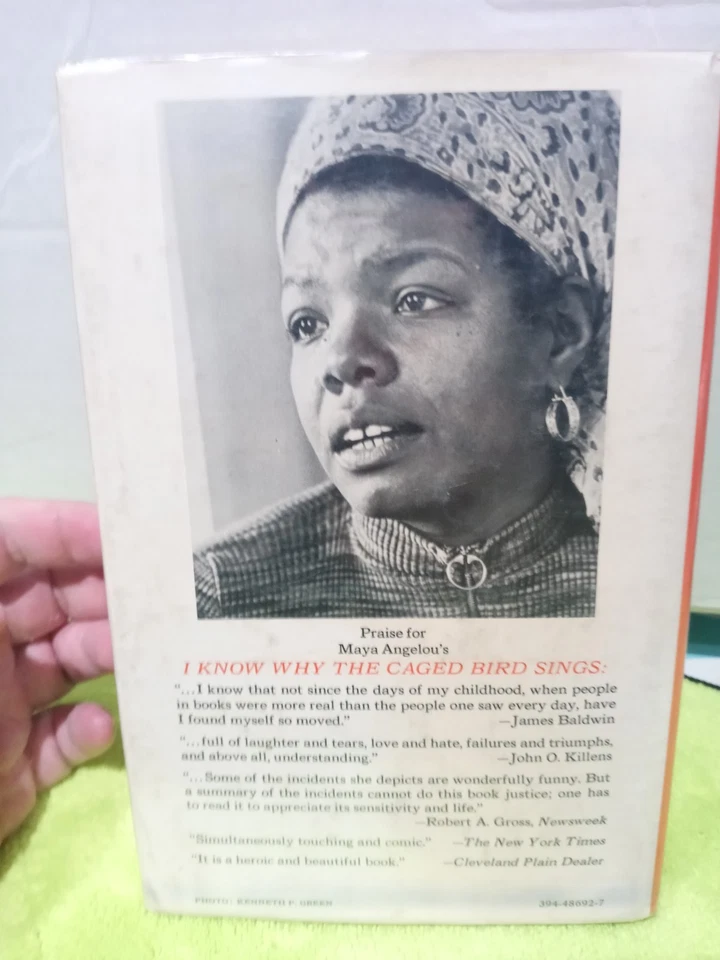 Praise for
Maya Angelou's
I KNOW WHY THE CAGED BIRD SINGS:
"...I know that not since the days of my childhood, when people
in books were more real than the people one saw every day, have
I found myself so moved." —James Baldwin
"...full of laughter and tears, love and hate, failures and triumphs,
and above all, understanding." —John O. Killens
"...Some of the incidents she depicts are wonderfully funny. But
a summary of the incidents cannot do this book justice; one has
to read it to appreciate its sensitivity and life."
—Robert A. Gross, Newsweek
"Simultaneously touching and comic." —The New York Times
"It is a heroic and beautiful book." —Cleveland Plain Dealer
PHOTO: KENNETH P. GREEN 394-48692-7